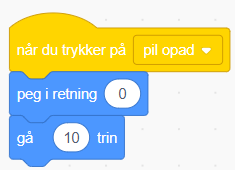 når du trykker på pil opad
peg i retning 0
gå 10 trin